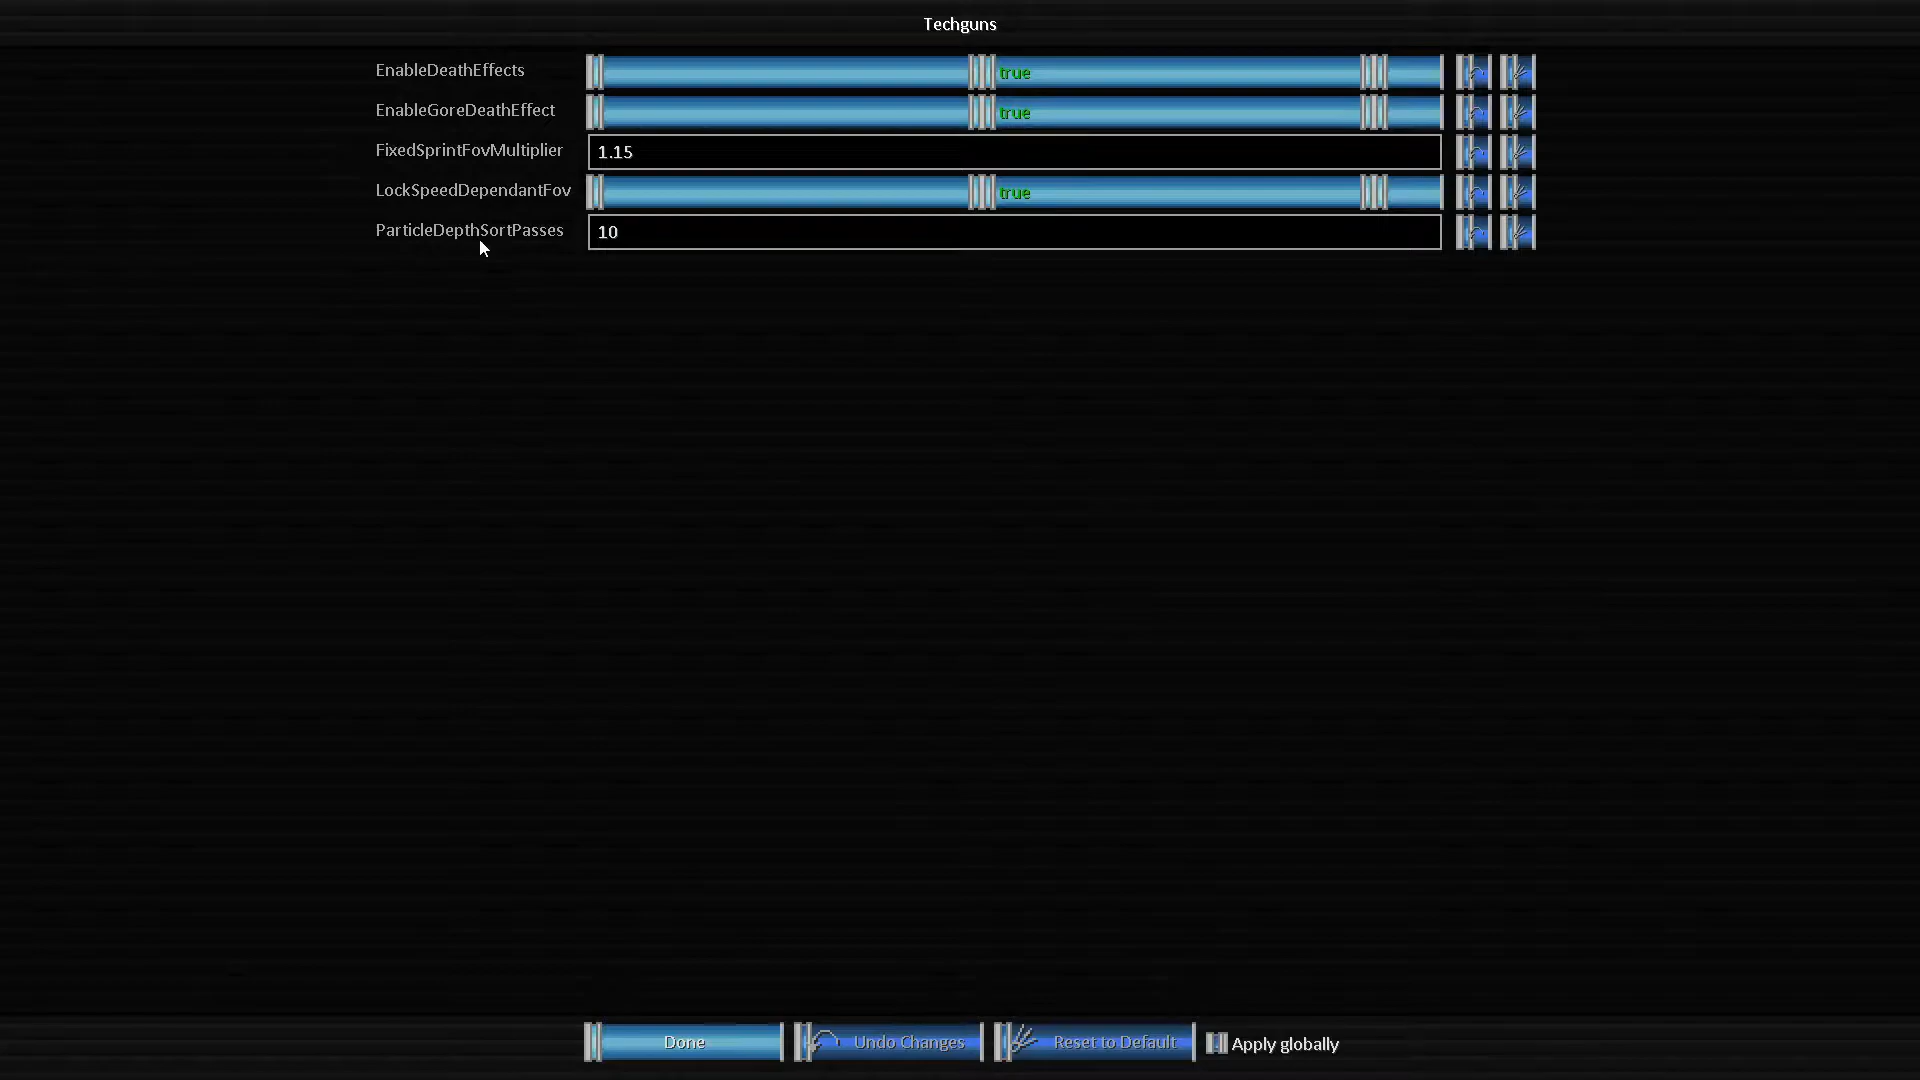 Techguns
EnableDeathEffects true
EnableGoreDeathEffect true
FixedSprintFovMultiplier 1.15
LockSpeedDependantFov true
ParticleDepthSortPasses 10
Done Undo Changes Reset to Default Apply globally